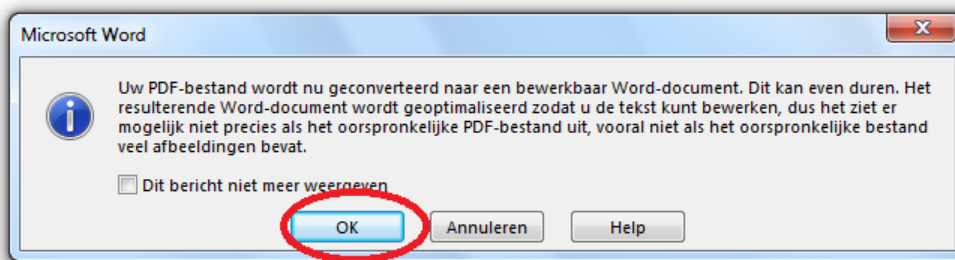 Microsoft Word
Uw PDF-bestand wordt nu geconverteerd naar een bewerkbaar Word-document. Dit kan even duren. Het
resulterende Word-document wordt geoptimaliseerd zodat u de tekst kunt bewerken, dus het ziet er
mogelijk niet precies als het oorspronkelijke PDF-bestand uit, vooral niet als het oorspronkelijke bestand
veel afbeeldingen bevat.
Dit bericht niet meer weergeven
OK Annuleren Help